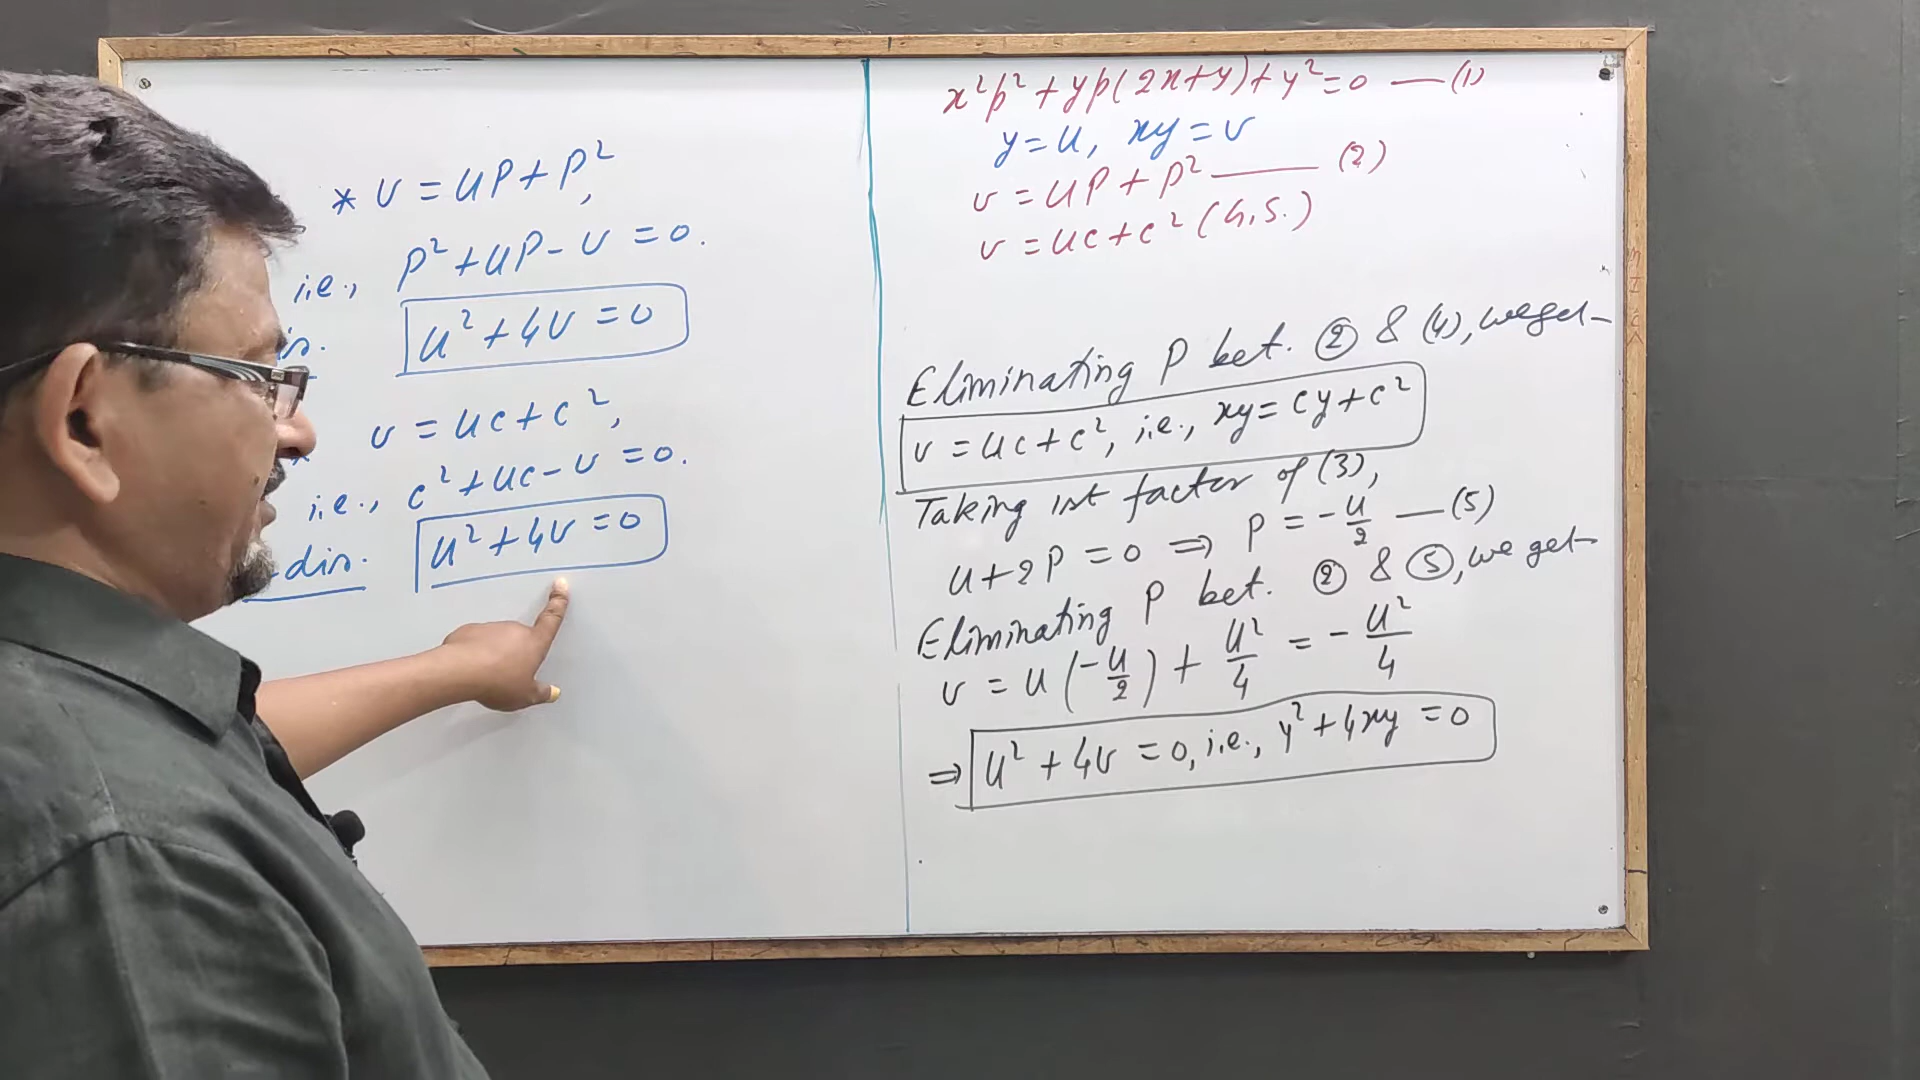 * v = uP + P²,
i.e., P² + uP - v = 0.
u² + 4v = 0
v = uc + c²,
i.e., c² + uc - v = 0.
dis. u² + 4v = 0
x²p² + yp(2x+y) + y² = 0 — (1)
y = u, xy = v
v = uP + P² — (2)
v = uc + c² (G.S.)
Eliminating P bet. ② & (4), we get-
v = uc + c², i.e., xy = cy + c²
Taking 1st factor of (3),
u + 2P = 0 ⇒ P = -u/2 — (5)
Eliminating P bet. ② & ⑤, we get-
v = u(-u/2) + u²/4 = -u²/4
⇒ u² + 4v = 0, i.e., y² + 4xy = 0